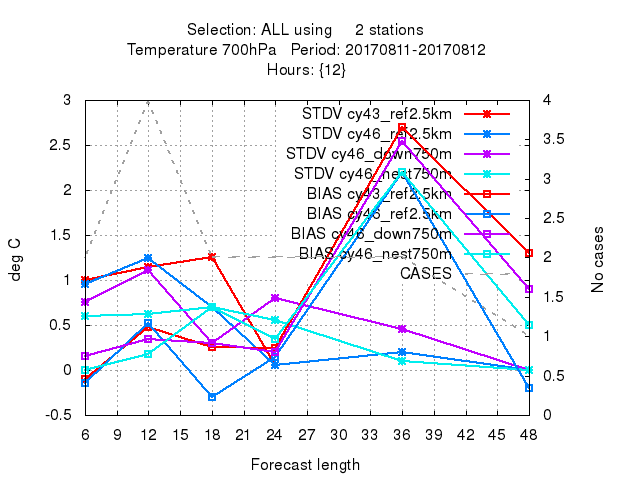 Selection: ALL using     2 stations
Temperature 700hPa   Period: 20170811-20170812
Hours: {12}
STDV cy43_ref2.5km
STDV cy46_ref2.5km
STDV cy46_down750m
STDV cy46_nest750m
BIAS cy43_ref2.5km
BIAS cy46_ref2.5km
BIAS cy46_down750m
BIAS cy46_nest750m
CASES
deg C
3
2.5
2
1.5
1
0.5
0
-0.5
No cases
4
3.5
3
2.5
2
1.5
1
0.5
0
6 9 12 15 18 21 24 27 30 33 36 39 42 45 48
Forecast length